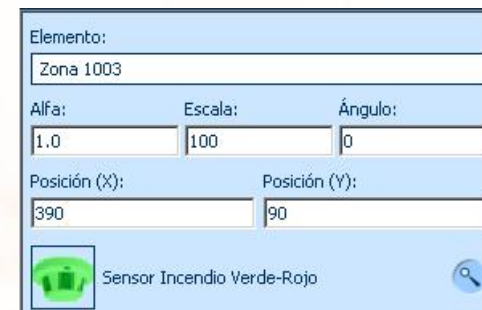 Elemento:
Zona 1003
Alfa: Escala: Ángulo:
1.0 100 0
Posición (X): Posición (Y):
390 90
Sensor Incendio Verde-Rojo